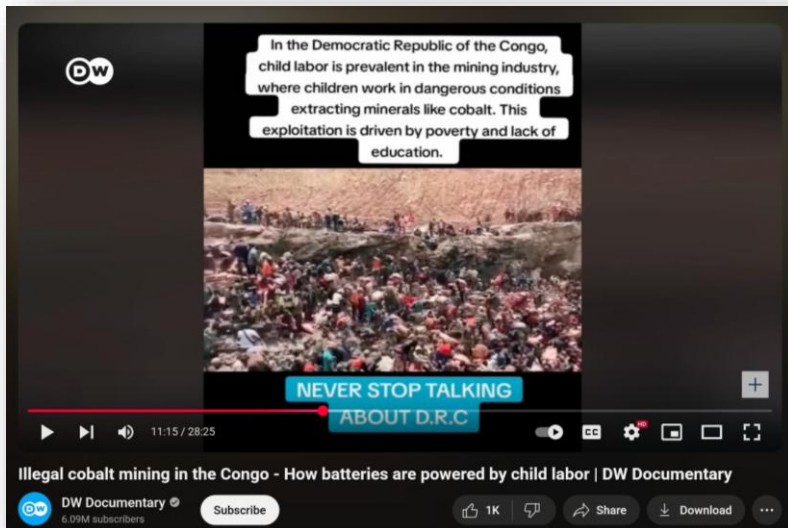 DW
In the Democratic Republic of the Congo,
child labor is prevalent in the mining industry,
where children work in dangerous conditions
extracting minerals like cobalt. This
exploitation is driven by poverty and lack of
education.
NEVER STOP TALKING
ABOUT D.R.C
11:15 / 28:25
CC
HD
Illegal cobalt mining in the Congo - How batteries are powered by child labor | DW Documentary
DW
DW Documentary
6.09M subscribers
Subscribe
1K
Share
Download